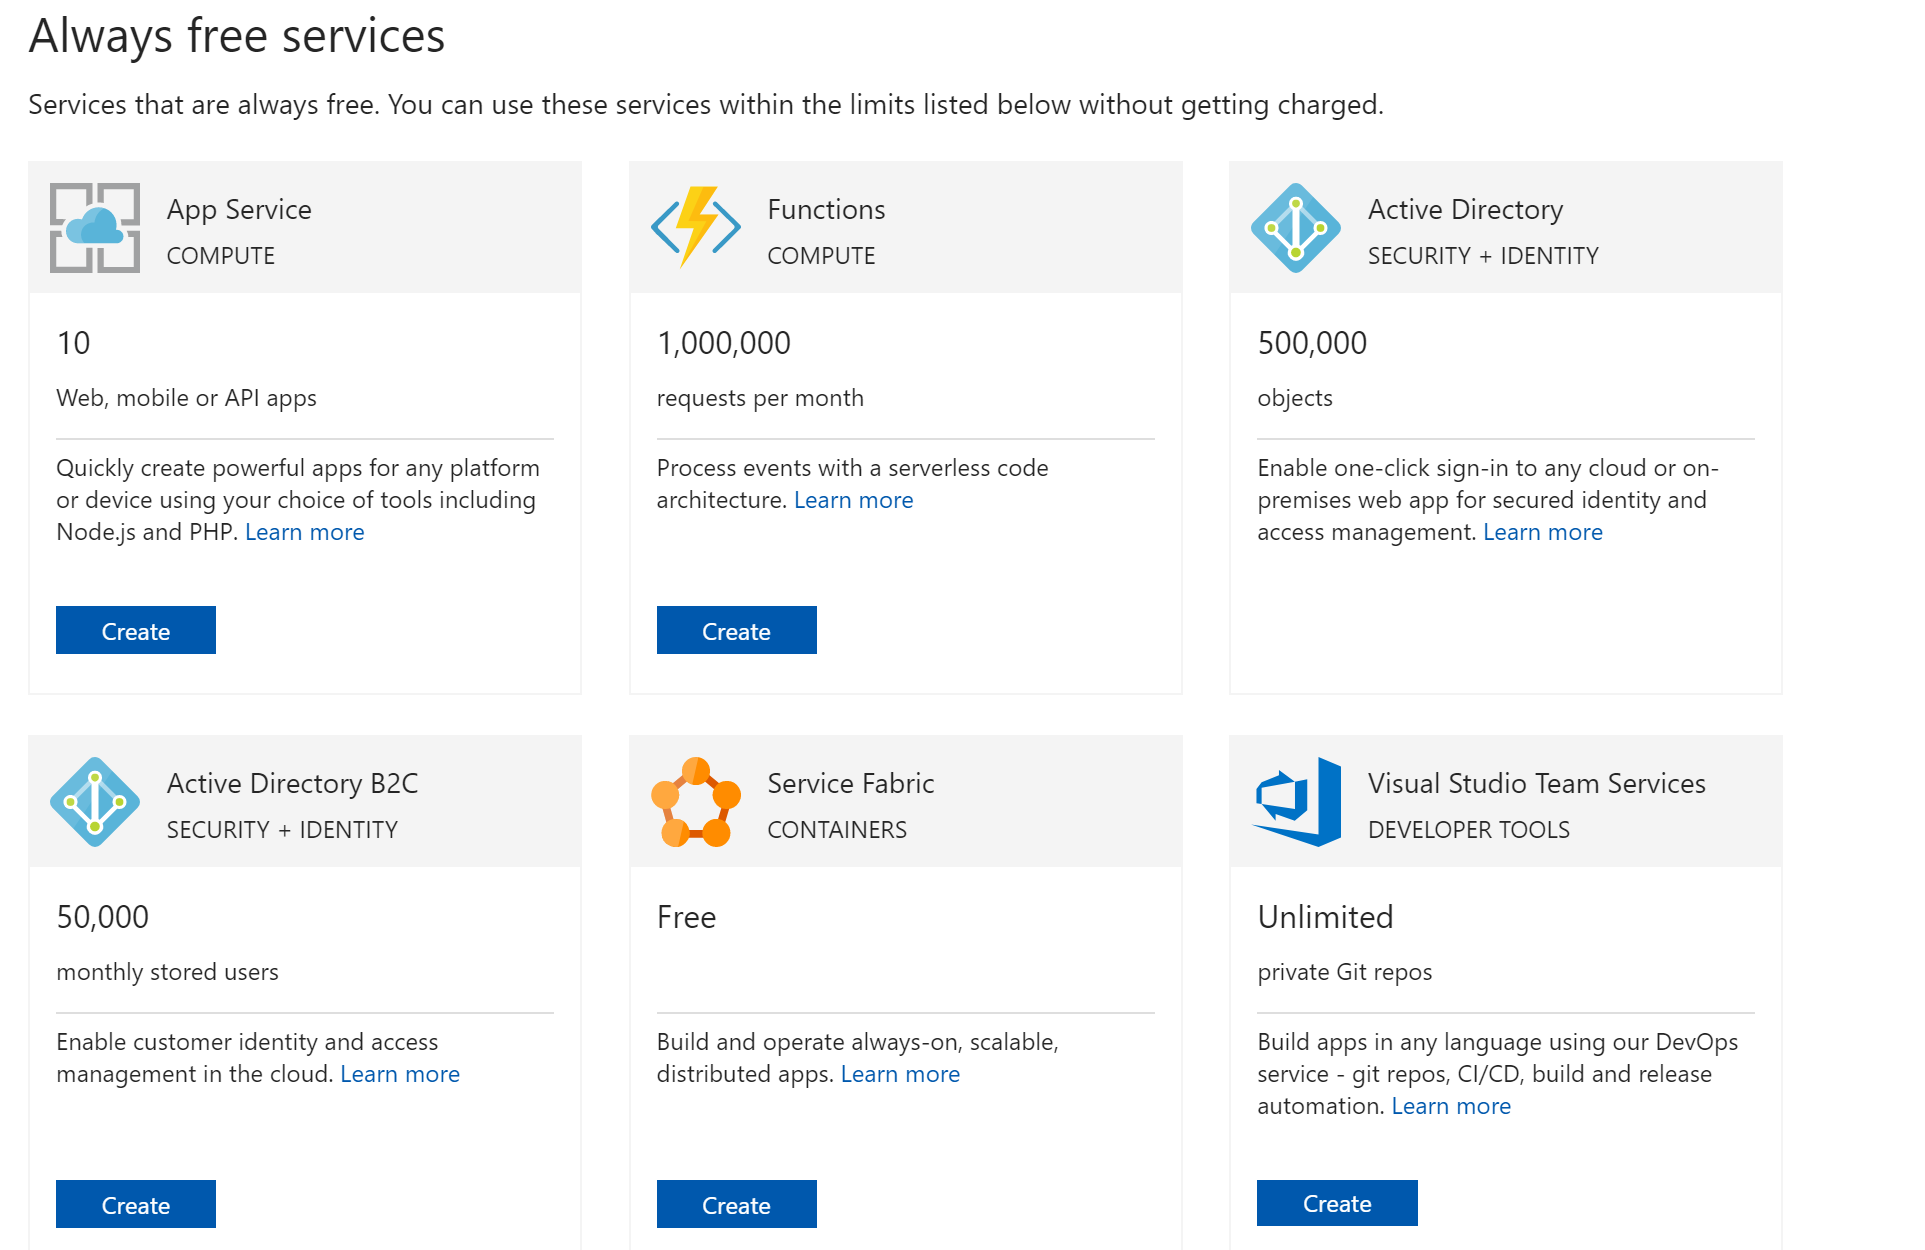 Always free services
Services that are always free. You can use these services within the limits listed below without getting charged.
App Service
COMPUTE
10
Web, mobile or API apps
Quickly create powerful apps for any platform
or device using your choice of tools including
Node.js and PHP. Learn more
Create
Functions
COMPUTE
1,000,000
requests per month
Process events with a serverless code
architecture. Learn more
Create
Active Directory
SECURITY + IDENTITY
500,000
objects
Enable one-click sign-in to any cloud or on-
premises web app for secured identity and
access management. Learn more
Active Directory B2C
SECURITY + IDENTITY
50,000
monthly stored users
Enable customer identity and access
management in the cloud. Learn more
Create
Service Fabric
CONTAINERS
Free
Build and operate always-on, scalable,
distributed apps. Learn more
Create
Visual Studio Team Services
DEVELOPER TOOLS
Unlimited
private Git repos
Build apps in any language using our DevOps
service - git repos, CI/CD, build and release
automation. Learn more
Create